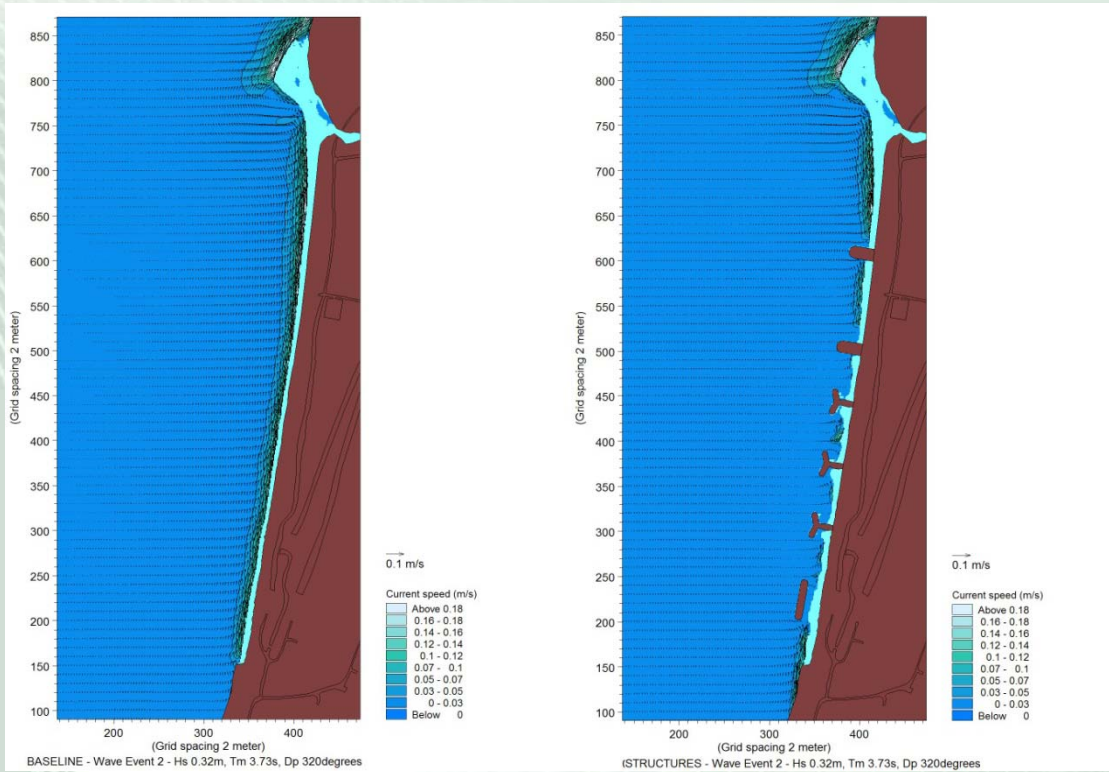 850
800
750
700
650
600
550
500
450
400
350
300
250
200
150
100
(Grid spacing 2 meter)
200
400
(Grid spacing 2 meter)
BASELINE - Wave Event 2 - Hs 0.32m, Tm 3.73s, Dp 320degrees
0.1 m/s
Current speed (m/s)
Above 0.18
0.16 - 0.18
0.14 - 0.16
0.12 - 0.14
0.1 - 0.12
0.07 - 0.1
0.05 - 0.07
0.03 - 0.05
0 - 0.03
Below 0
850
800
750
700
650
600
550
500
450
400
350
300
250
200
150
100
(Grid spacing 2 meter)
200
400
(Grid spacing 2 meter)
(STRUCTURES - Wave Event 2 - Hs 0.32m, Tm 3.73s, Dp 320degrees
0.1 m/s
Current speed (m/s)
Above 0.18
0.16 - 0.18
0.14 - 0.16
0.12 - 0.14
0.1 - 0.12
0.07 - 0.1
0.05 - 0.07
0.03 - 0.05
0 - 0.03
Below 0